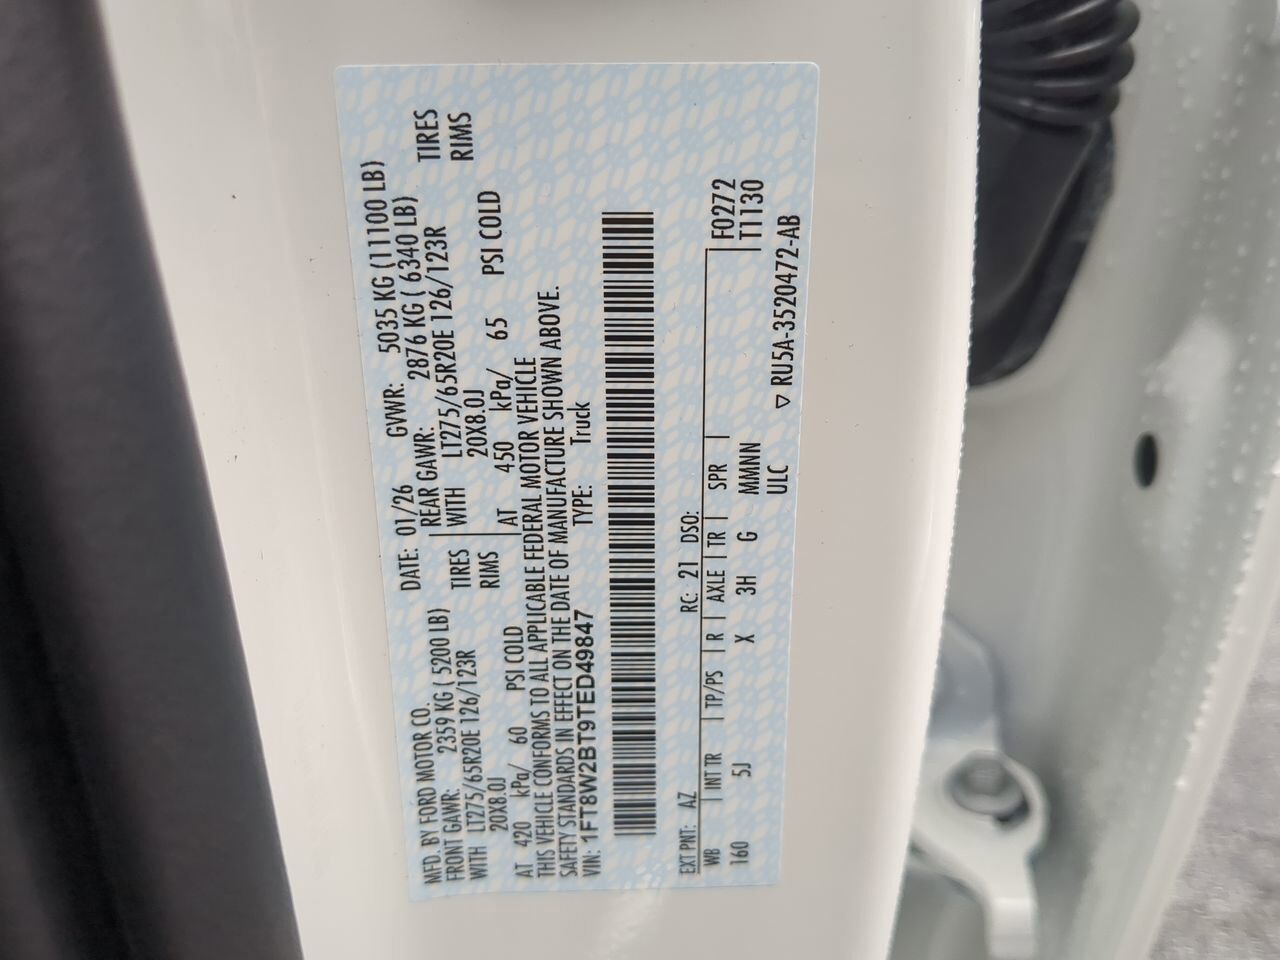 MFD. BY FORD MOTOR CO.
DATE: 01/26 GVWR: 5035 KG (11100 LB)
FRONT GAWR: 2359 KG ( 5200 LB)
REAR GAWR: 2876 KG ( 6340 LB)
WITH LT275/65R20E 126/123R TIRES
WITH LT275/65R20E 126/123R TIRES
20X8.0J RIMS
20X8.0J RIMS
AT 420 kPa/ 60 PSI COLD
AT 450 kPa/ 65 PSI COLD
THIS VEHICLE CONFORMS TO ALL APPLICABLE FEDERAL MOTOR VEHICLE
SAFETY STANDARDS IN EFFECT ON THE DATE OF MANUFACTURE SHOWN ABOVE.
VIN: 1FT8W2BT9TED49847 TYPE: Truck
EXT PNT: AZ RC: 21 DSO:
WB INT TR TP/PS R AXLE TR SPR F0272
160 5J X 3H G MMNN T1130
ULC
▽ RU5A-3520472-AB